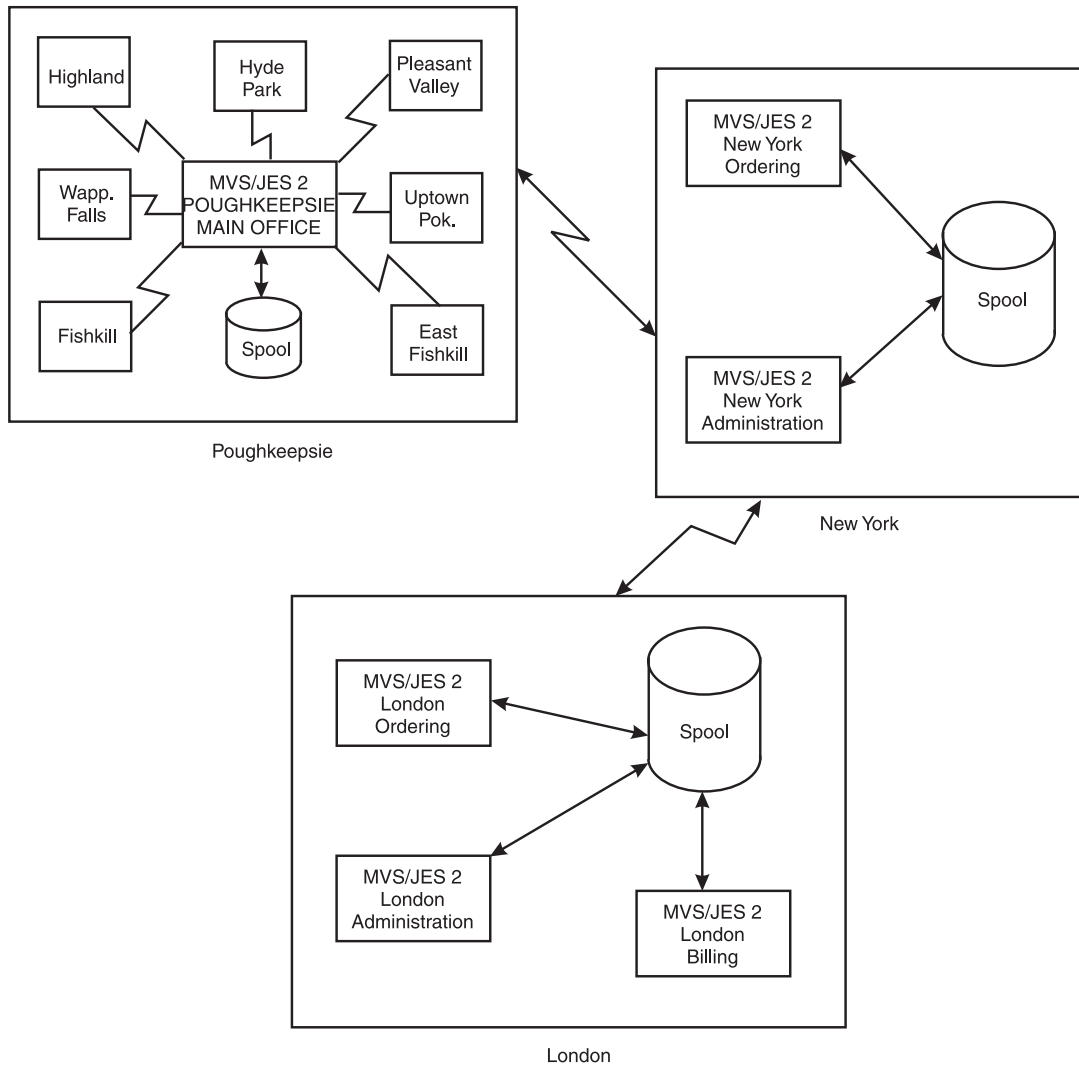 Highland
Hyde
Park
Pleasant
Valley
Wapp.
Falls
MVS/JES 2
POUGHKEEPSIE
MAIN OFFICE
Uptown
Pok.
Fishkill
Spool
East
Fishkill
Poughkeepsie
MVS/JES 2
New York
Ordering
Spool
MVS/JES 2
New York
Administration
New York
MVS/JES 2
London
Ordering
Spool
MVS/JES 2
London
Administration
MVS/JES 2
London
Billing
London